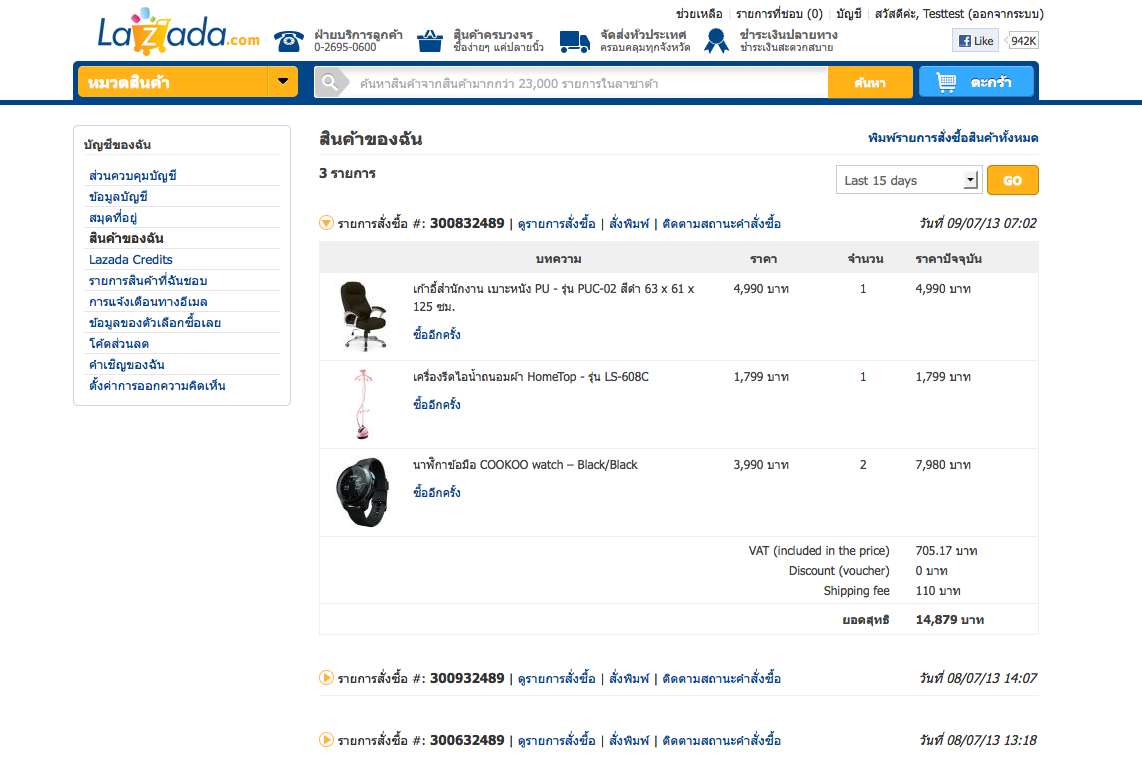 ช่วยเหลือ รายการที่ชอบ (0) บัญชี สวัสดีค่ะ, Testtest (ออกจากระบบ)
Lazada.com
ฝ่ายบริการลูกค้า
0-2695-0600
สินค้าครบวงจร
ซื้อง่ายๆ แค่ปลายนิ้ว
จัดส่งทั่วประเทศ
ครอบคลุมทุกจังหวัด
ชำระเงินปลายทาง
ชำระเงินสะดวกสบาย
f Like 942K
หมวดสินค้า
ค้นหาสินค้าจากสินค้ามากกว่า 23,000 รายการในลาซาด้า
ค้นหา
ตะกร้า
บัญชีของฉัน
ส่วนควบคุมบัญชี
ข้อมูลบัญชี
สมุดที่อยู่
สินค้าของฉัน
Lazada Credits
รายการสินค้าที่ฉันชอบ
การแจ้งเตือนทางอีเมล
ข้อมูลของตัวเลือกซื้อเลย
โค้ดส่วนลด
คำเชิญของฉัน
ตั้งค่าการออกความคิดเห็น
สินค้าของฉัน
พิมพ์รายการสั่งซื้อสินค้าทั้งหมด
3 รายการ
Last 15 days
GO
รายการสั่งซื้อ #: 300832489 | ดูรายการสั่งซื้อ | สั่งพิมพ์ | ติดตามสถานะคำสั่งซื้อ วันที่ 09/07/13 07:02
บทความ ราคา จำนวน ราคาปัจจุบัน
เก้าอี้สำนักงาน เบาะหนัง PU - รุ่น PUC-02 สีดำ 63 x 61 x 4,990 บาท 1 4,990 บาท
125 ซม.
ซื้ออีกครั้ง
เครื่องรีดไอน้ำถนอมผ้า HomeTop - รุ่น LS-608C 1,799 บาท 1 1,799 บาท
ซื้ออีกครั้ง
นาฬิกาข้อมือ COOKOO watch – Black/Black 3,990 บาท 2 7,980 บาท
ซื้ออีกครั้ง
VAT (included in the price) 705.17 บาท
Discount (voucher) 0 บาท
Shipping fee 110 บาท
ยอดสุทธิ 14,879 บาท
รายการสั่งซื้อ #: 300932489 | ดูรายการสั่งซื้อ | สั่งพิมพ์ | ติดตามสถานะคำสั่งซื้อ วันที่ 08/07/13 14:07
รายการสั่งซื้อ #: 300632489 | ดูรายการสั่งซื้อ | สั่งพิมพ์ | ติดตามสถานะคำสั่งซื้อ วันที่ 08/07/13 13:18